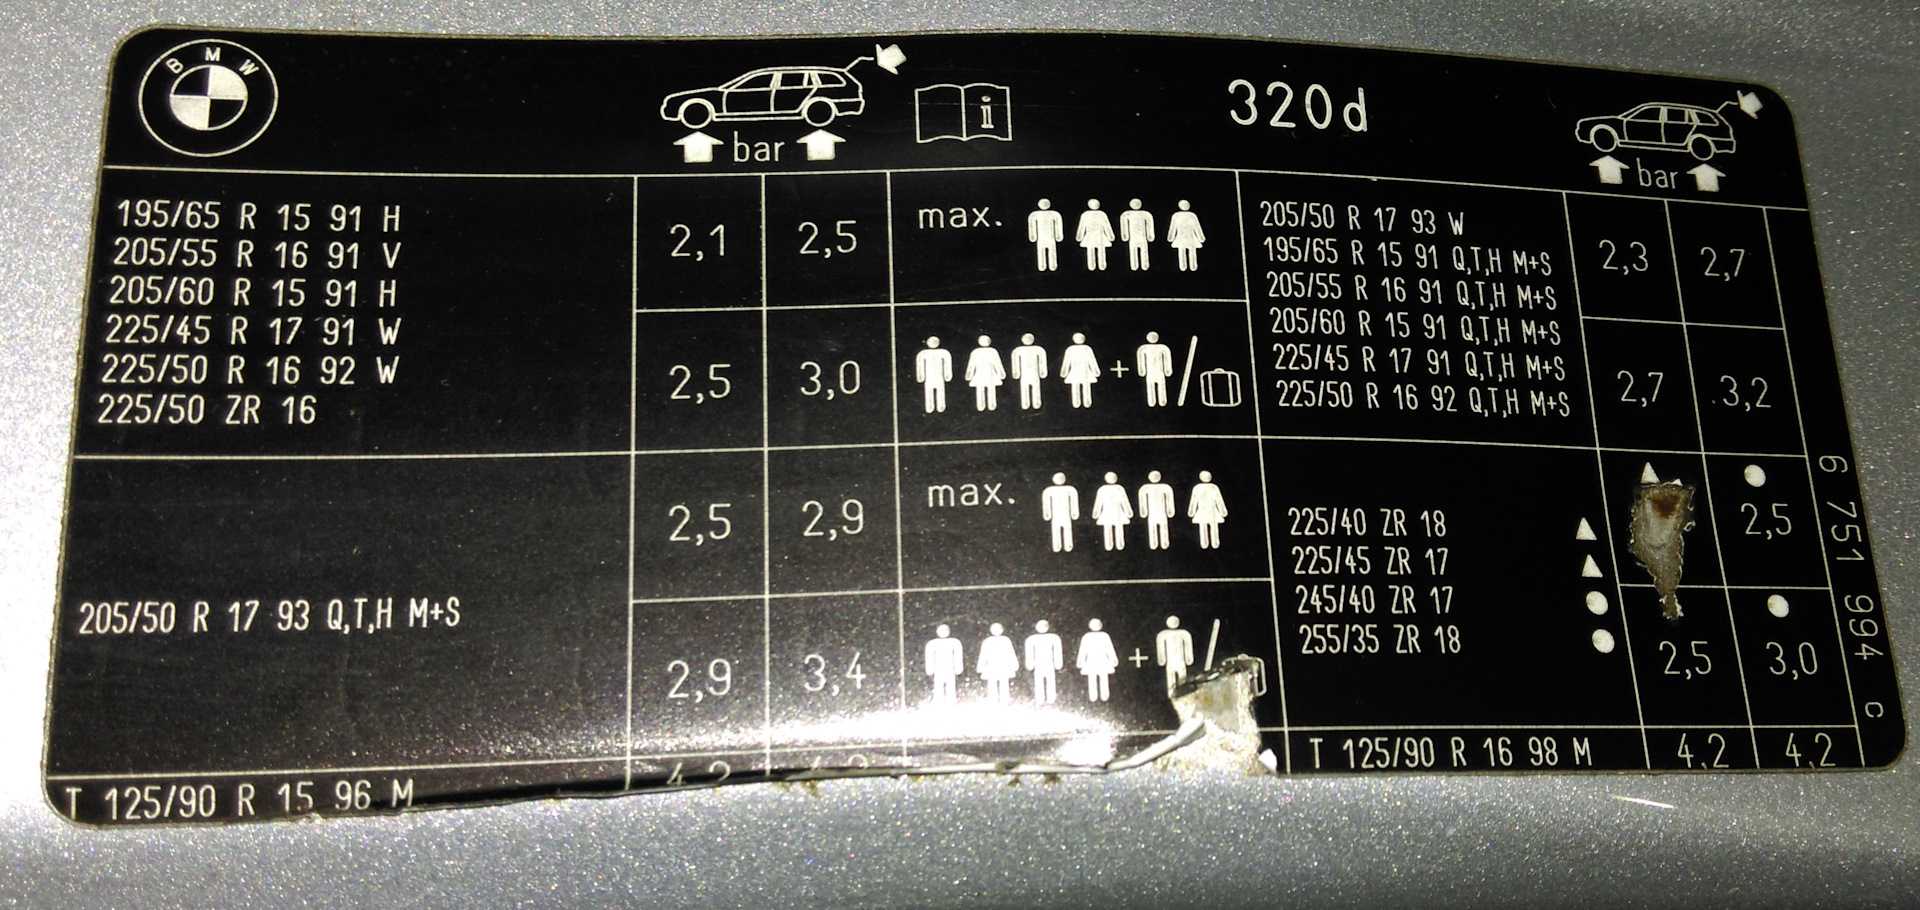 BMW
bar
i
320d
bar
195/65 R 15 91 H
205/55 R 16 91 V
205/60 R 15 91 H
225/45 R 17 91 W
225/50 R 16 92 W
225/50 ZR 16
2,1 2,5
max.
2,5 3,0
+ /
205/50 R 17 93 W
195/65 R 15 91 Q,T,H M+S
205/55 R 16 91 Q,T,H M+S
205/60 R 15 91 Q,T,H M+S
225/45 R 17 91 Q,T,H M+S
225/50 R 16 92 Q,T,H M+S
2,3 2,7
2,7 3,2
205/50 R 17 93 Q,T,H M+S
2,5 2,9
max.
2,9 3,4
+ /
225/40 ZR 18
225/45 ZR 17
245/40 ZR 17
255/35 ZR 18
2,5
2,5 3,0
T 125/90 R 15 96 M
T 125/90 R 16 98 M
4,2 4,2
6 751 994 c